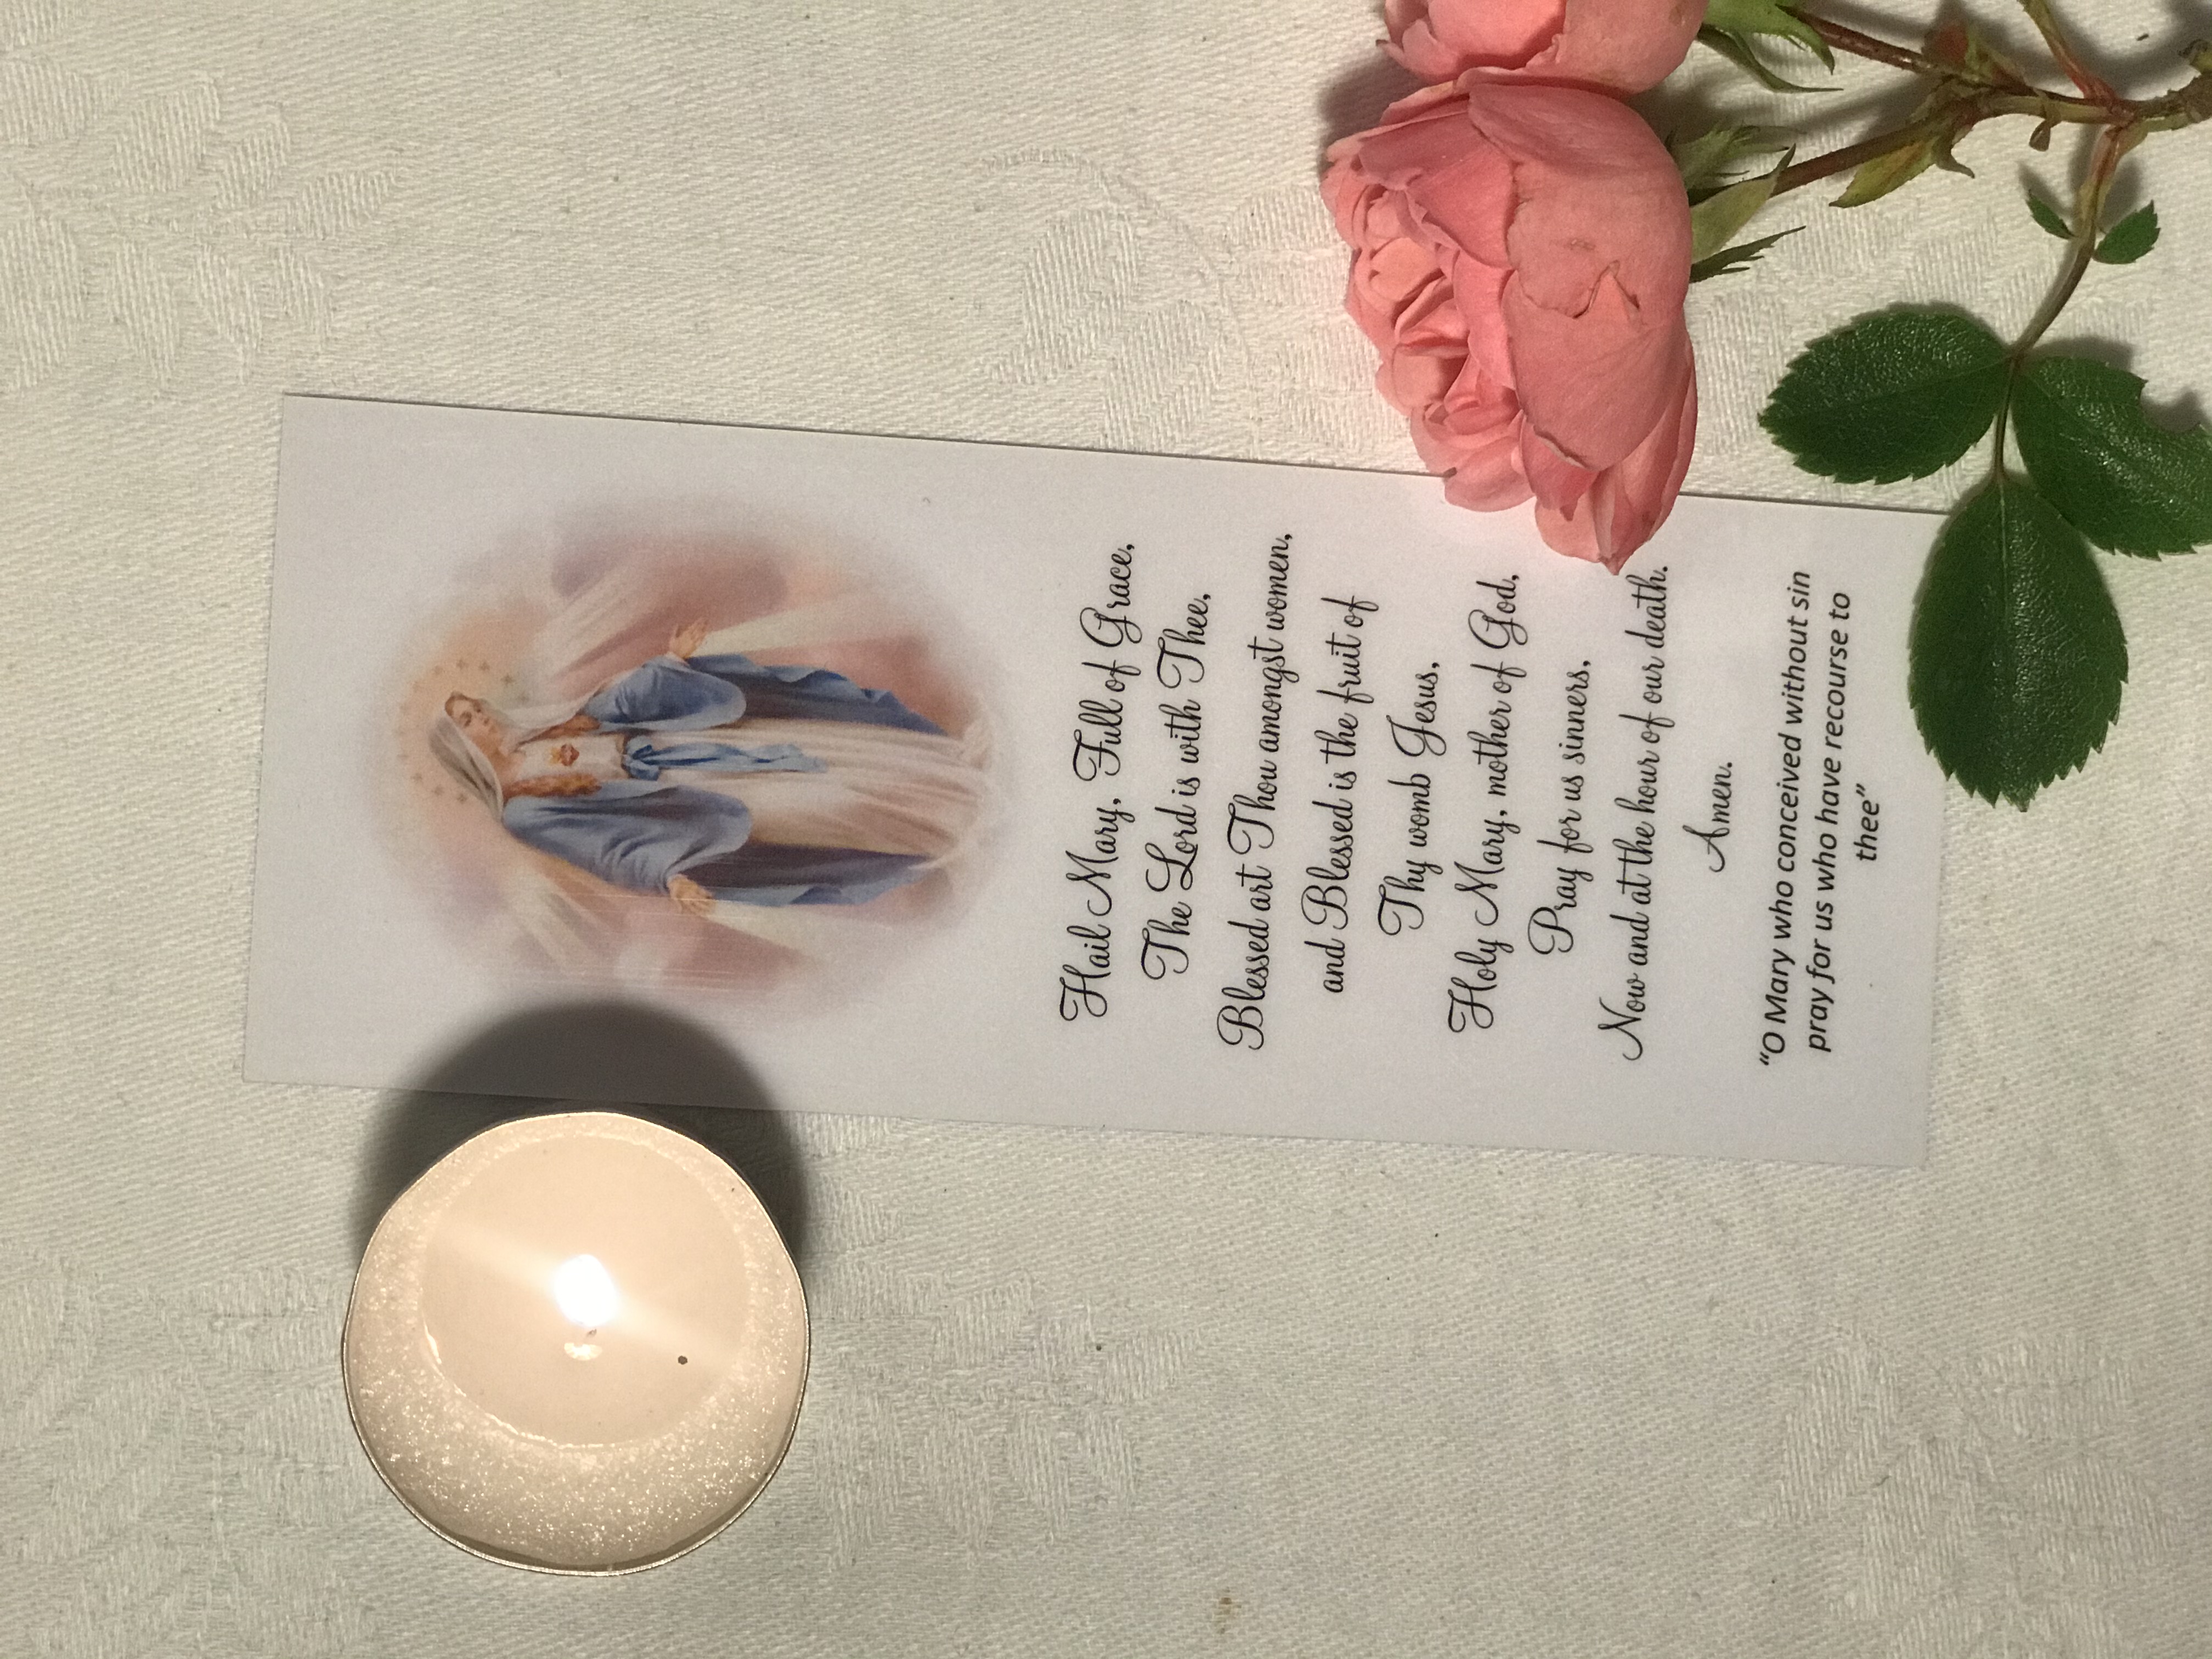 Hail Mary, Full of Grace,
The Lord is with Thee,
Blessed art Thou amongst women,
and Blessed is the fruit of
Thy womb Jesus,
Holy Mary, mother of God,
Pray for us sinners,
Now and at the hour of our death.
Amen.
“O Mary who conceived without sin
pray for us who have recourse to
thee”